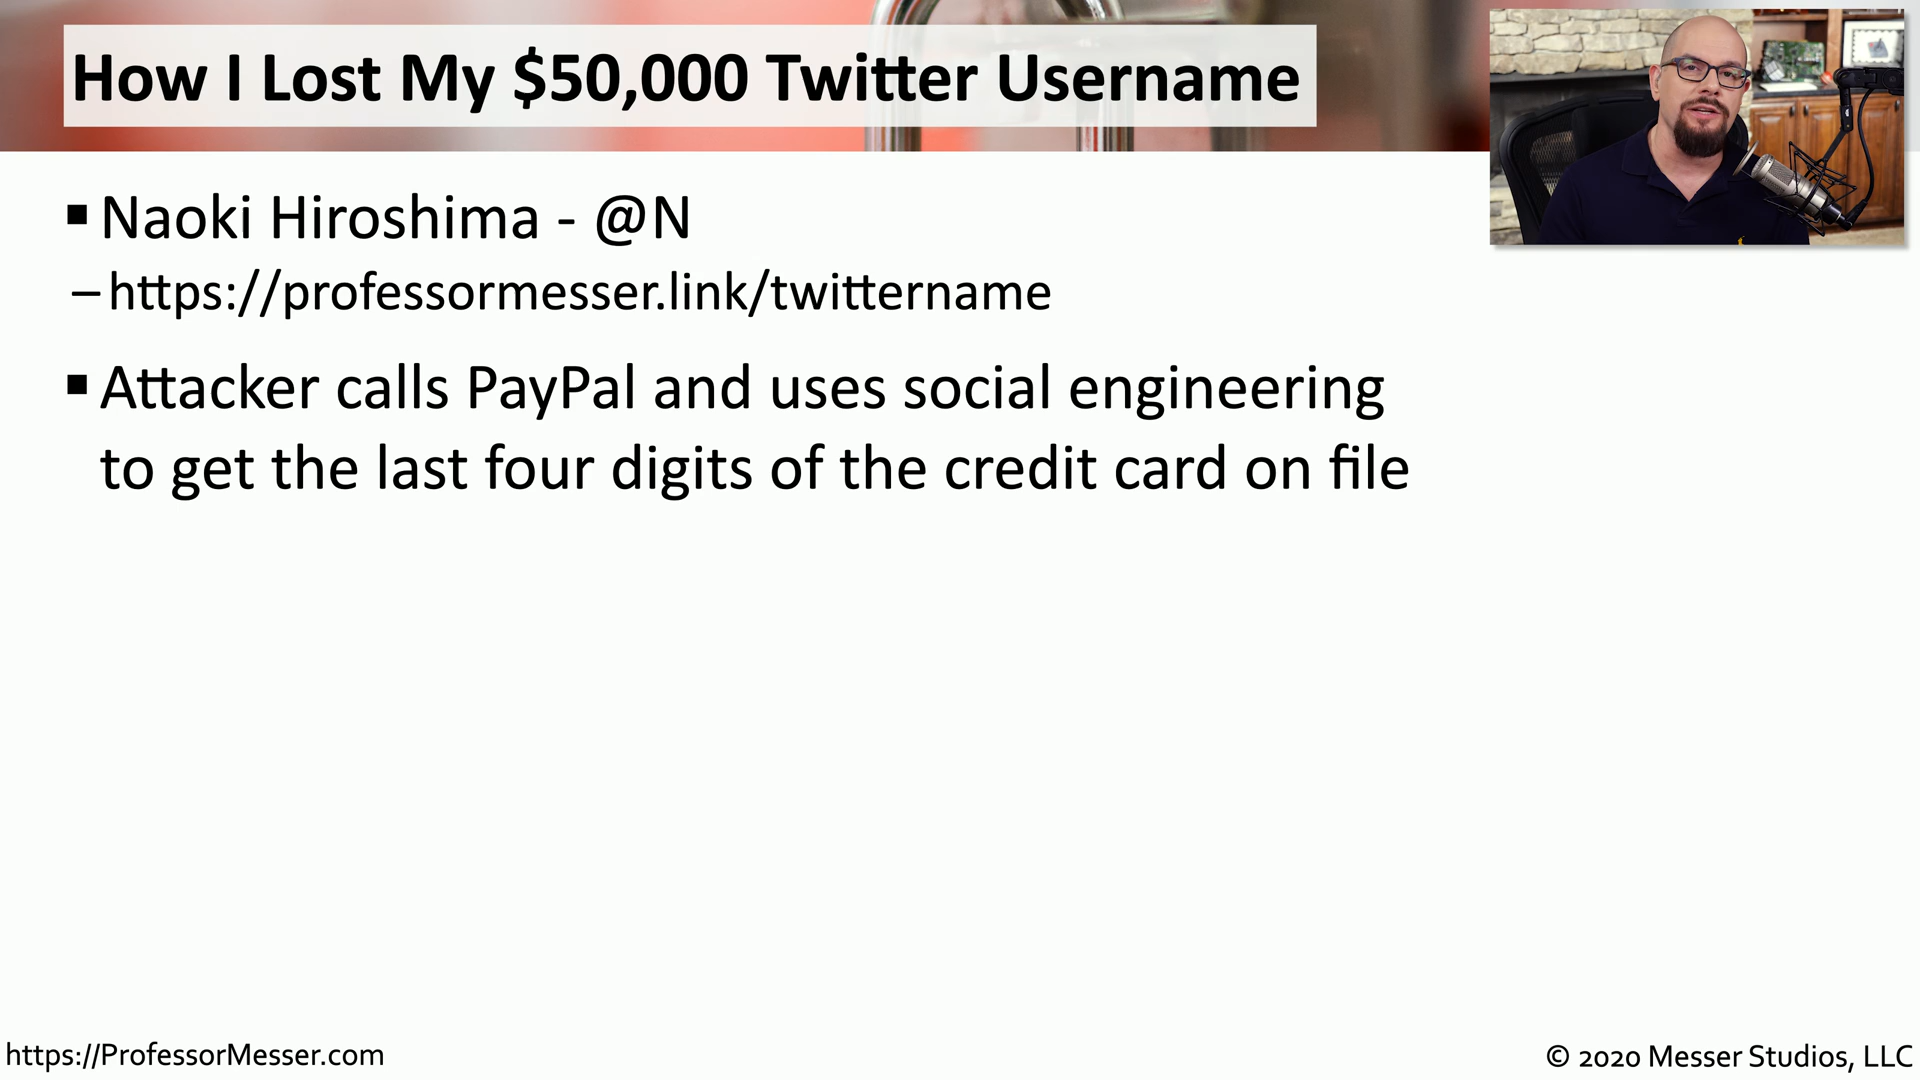 How I Lost My $50,000 Twitter Username
▪ Naoki Hiroshima - @N
– https://professormesser.link/twittername
▪ Attacker calls PayPal and uses social engineering
to get the last four digits of the credit card on file
https://ProfessorMesser.com
© 2020 Messer Studios, LLC